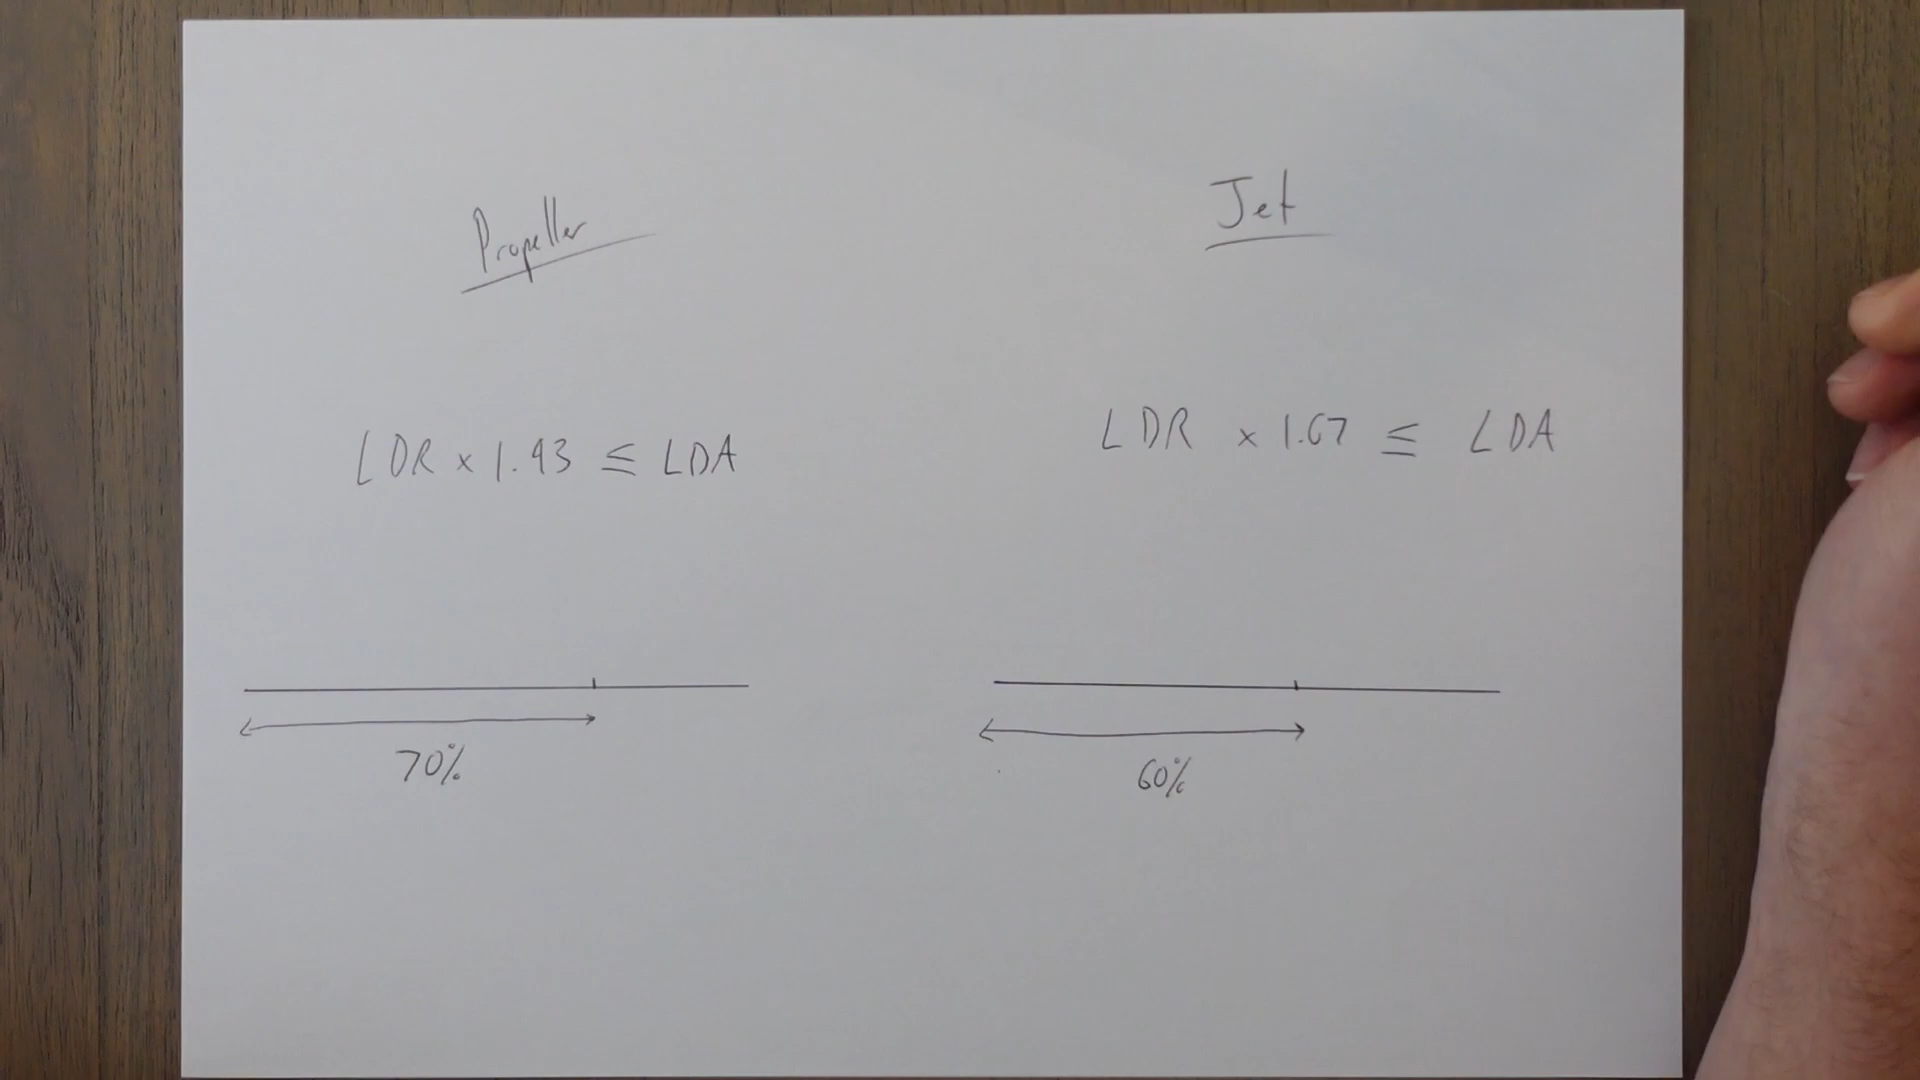 Propeller
Jet
LDR x 1.43 ≤ LDA
LDR x 1.67 ≤ LDA
70%
60%